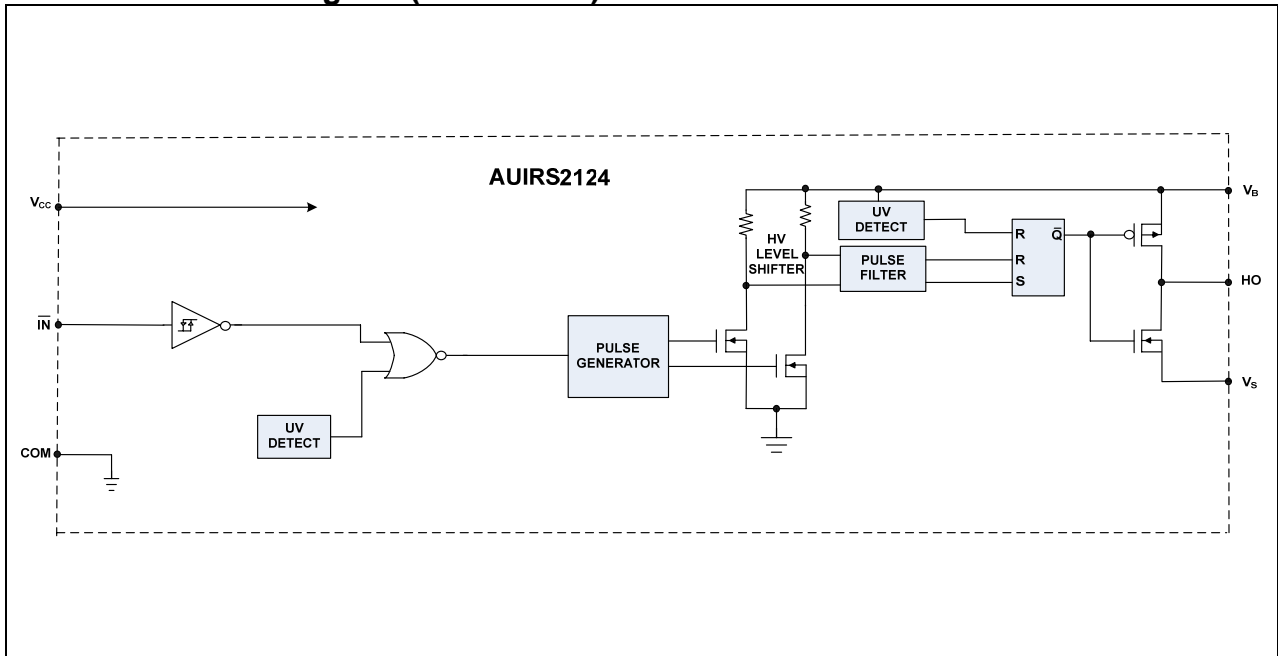 AUIRS2124
VCC
IN
COM
UV
DETECT
PULSE
GENERATOR
HV
LEVEL
SHIFTER
UV
DETECT
PULSE
FILTER
R
R
S
Q
VB
HO
VS